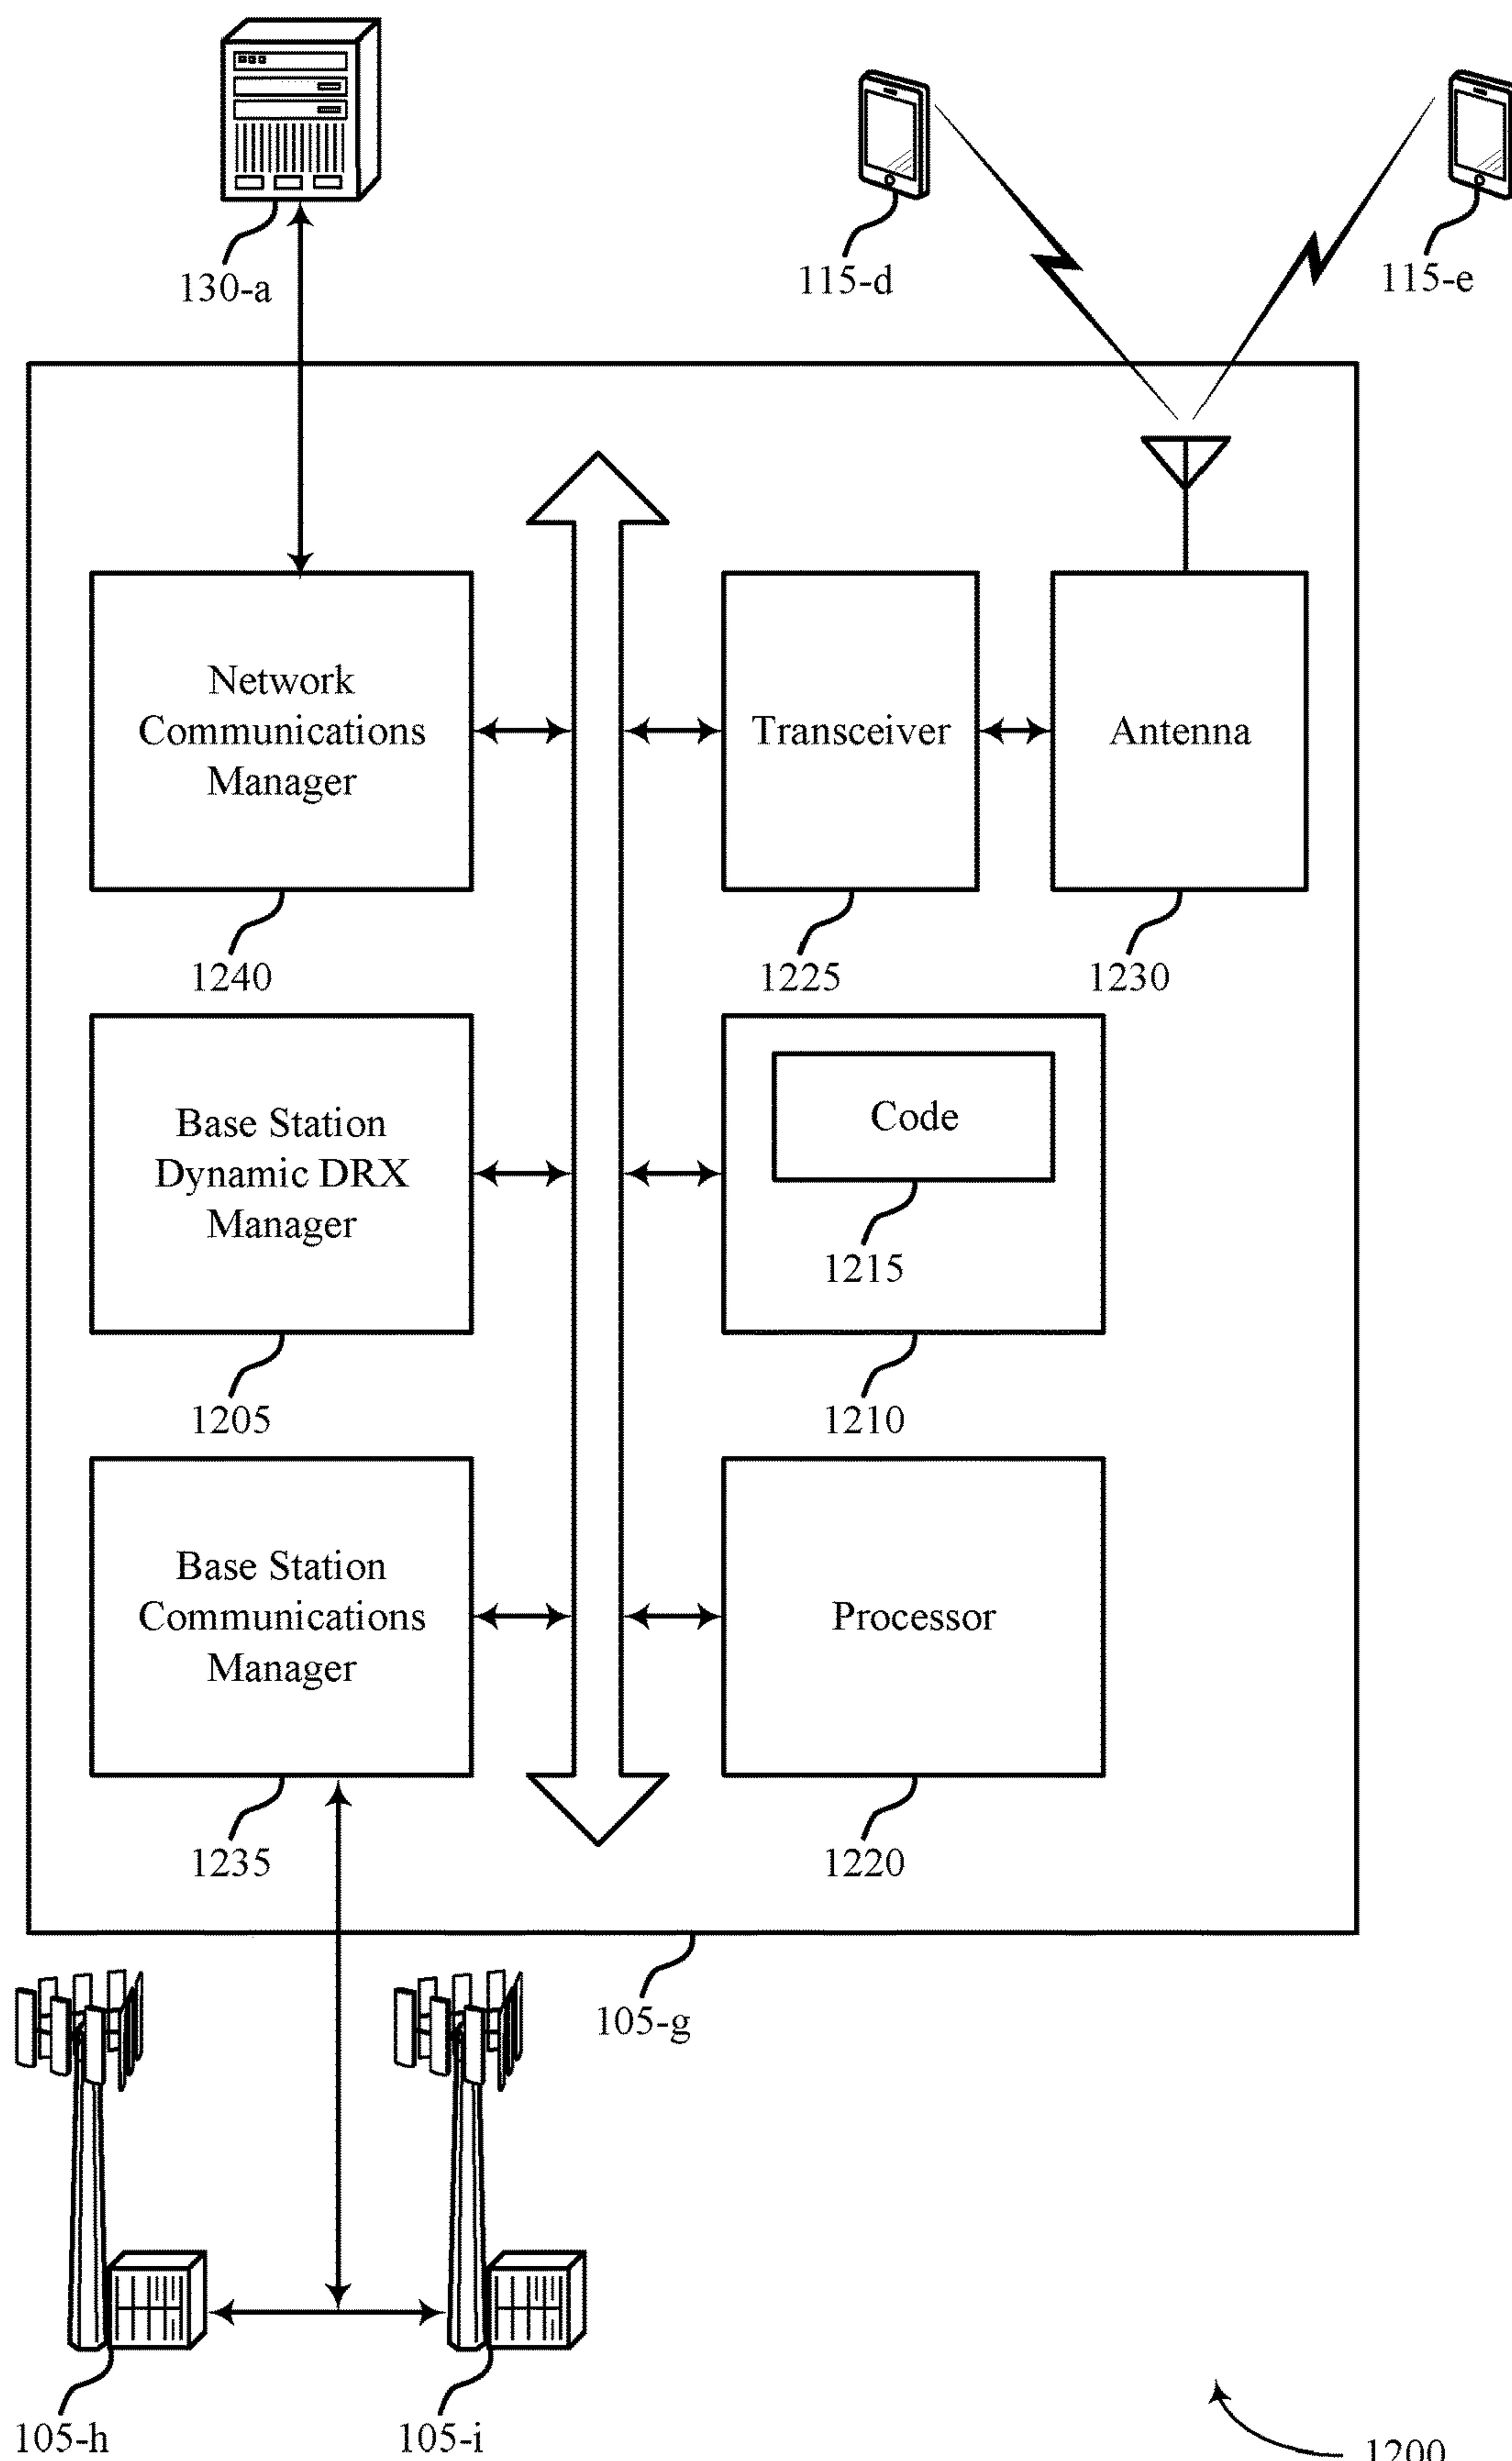 130-a
115-d
115-e
Network
Communications
Manager
Transceiver
Antenna
1240
1225
1230
Base Station
Dynamic DRX
Manager
Code
1215
1205
1210
Base Station
Communications
Manager
Processor
1235
1220
105-g
105-h
105-i
1200